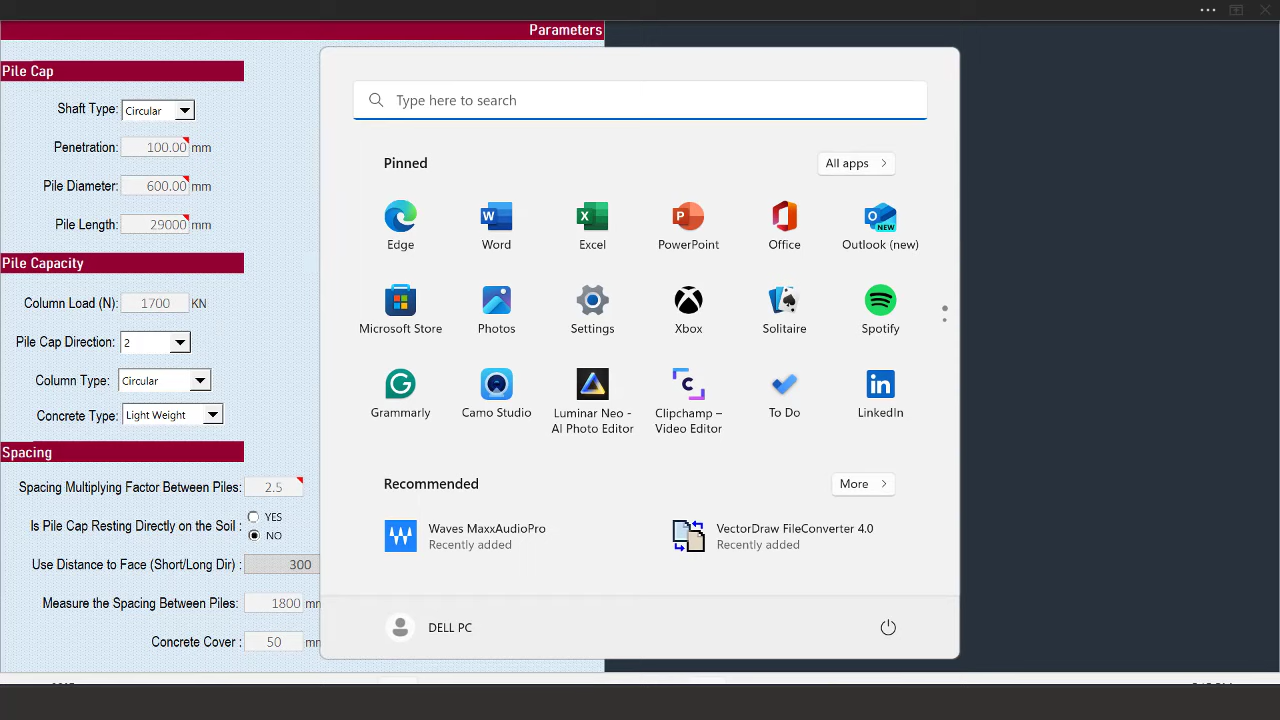 Parameters
Pile Cap
Shaft Type: Circular
Penetration: 100.00 mm
Pile Diameter: 600.00 mm
Pile Length: 29000 mm
Pile Capacity
Column Load (N): 1700 KN
Pile Cap Direction: 2
Column Type: Circular
Concrete Type: Light Weight
Spacing
Spacing Multiplying Factor Between Piles: 2.5
Is Pile Cap Resting Directly on the Soil : YES
NO
Use Distance to Face (Short/Long Dir) : 300
Measure the Spacing Between Piles: 1800 mm
Concrete Cover : 50 mm
Type here to search
Pinned
All apps
Edge Word Excel PowerPoint Office Outlook (new)
NEW
Microsoft Store Photos Settings Xbox Solitaire Spotify
Grammarly Camo Studio Luminar Neo - Clipchamp – To Do LinkedIn
AI Photo Editor Video Editor
Recommended
More
Waves MaxxAudioPro
Recently added
VectorDraw FileConverter 4.0
Recently added
DELL PC